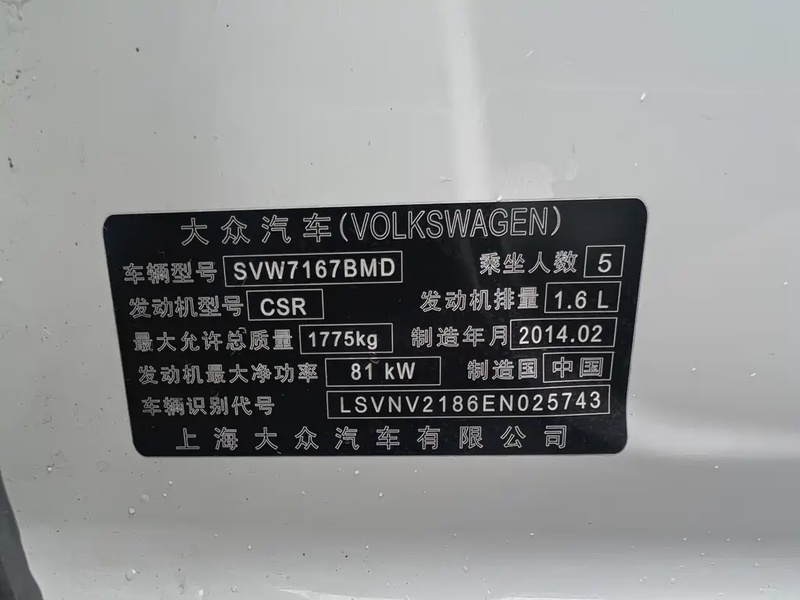 大众汽车(VOLKSWAGEN)
车辆型号 SVW7167BMD 乘坐人数 5
发动机型号 CSR 发动机排量 1.6 L
最大允许总质量 1775kg 制造年月 2014.02
发动机最大净功率 81 kW 制造国 中国
车辆识别代号 LSVNV2186EN025743
上海大众汽车有限公司